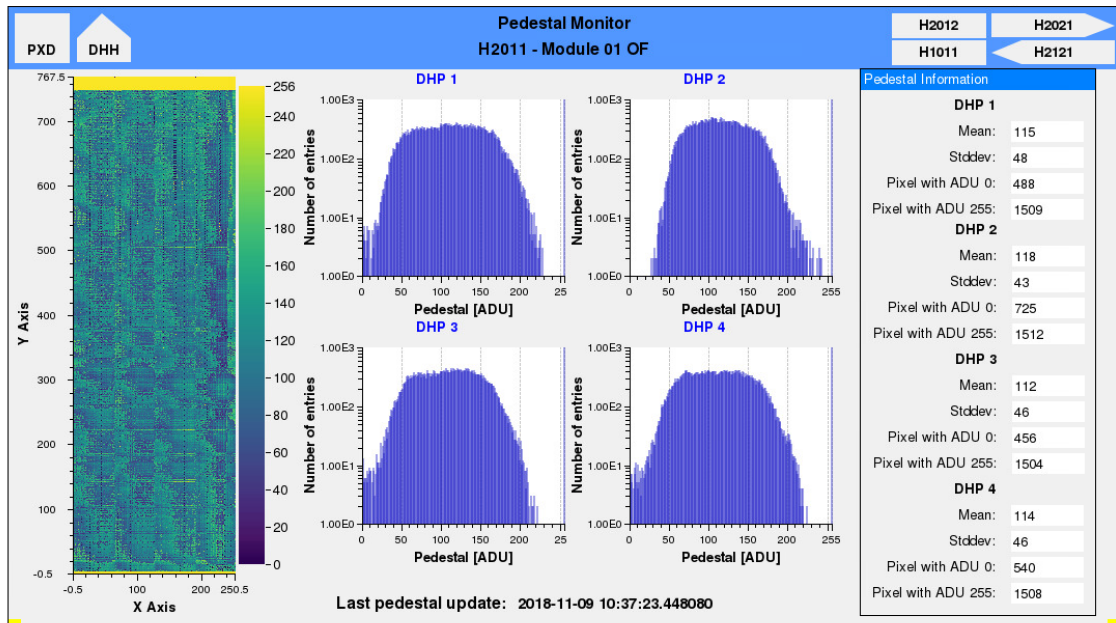 Pedestal Monitor
H2011 - Module 01 OF
PXD
DHH
H2012
H2021
H1011
H2121
767.5
700
600
500
400
300
200
100
-0.5
Y Axis
-0.5
100
200
250.5
X Axis
256
240
220
200
180
160
140
120
100
80
60
40
20
0
DHP 1
1.00E3
1.00E2
1.00E1
1.00E0
Number of entries
0 50 100 150 200 25
Pedestal [ADU]
DHP 2
1.00E3
1.00E2
1.00E1
1.00E0
Number of entries
0 50 100 150 200 255
Pedestal [ADU]
DHP 3
1.00E3
1.00E2
1.00E1
1.00E0
Number of entries
0 50 100 150 200 25
Pedestal [ADU]
DHP 4
1.00E3
1.00E2
1.00E1
1.00E0
Number of entries
0 50 100 150 200 255
Pedestal [ADU]
Last pedestal update: 2018-11-09 10:37:23.448080
Pedestal Information
DHP 1
Mean: 115
Stddev: 48
Pixel with ADU 0: 488
Pixel with ADU 255: 1509
DHP 2
Mean: 118
Stddev: 43
Pixel with ADU 0: 725
Pixel with ADU 255: 1512
DHP 3
Mean: 112
Stddev: 46
Pixel with ADU 0: 456
Pixel with ADU 255: 1504
DHP 4
Mean: 114
Stddev: 46
Pixel with ADU 0: 540
Pixel with ADU 255: 1508